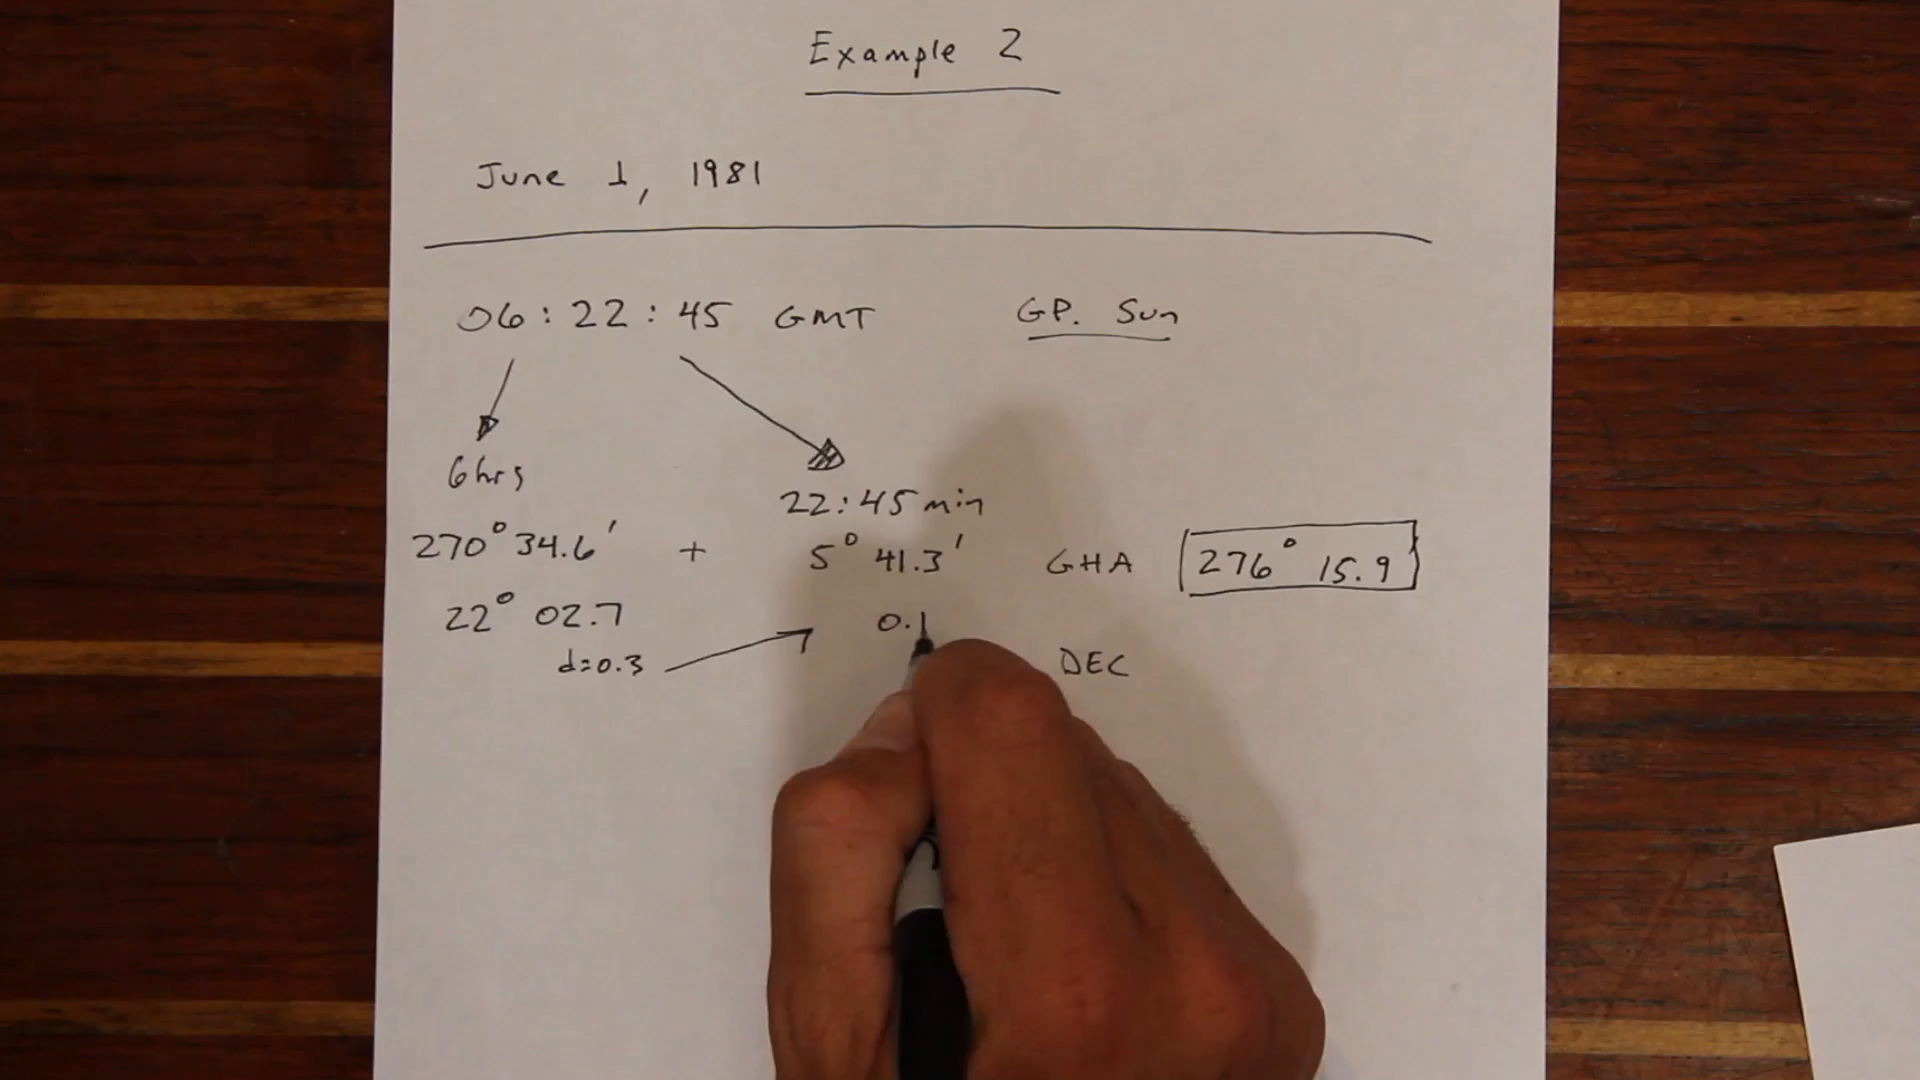 Example 2
June 1, 1981
06 : 22 : 45 GMT GP. Sun
6 hrs
22:45 min
270° 34.6' + 5° 41.3' GHA 276° 15.9
22° 02.7 0.1
d=0.3 DEC